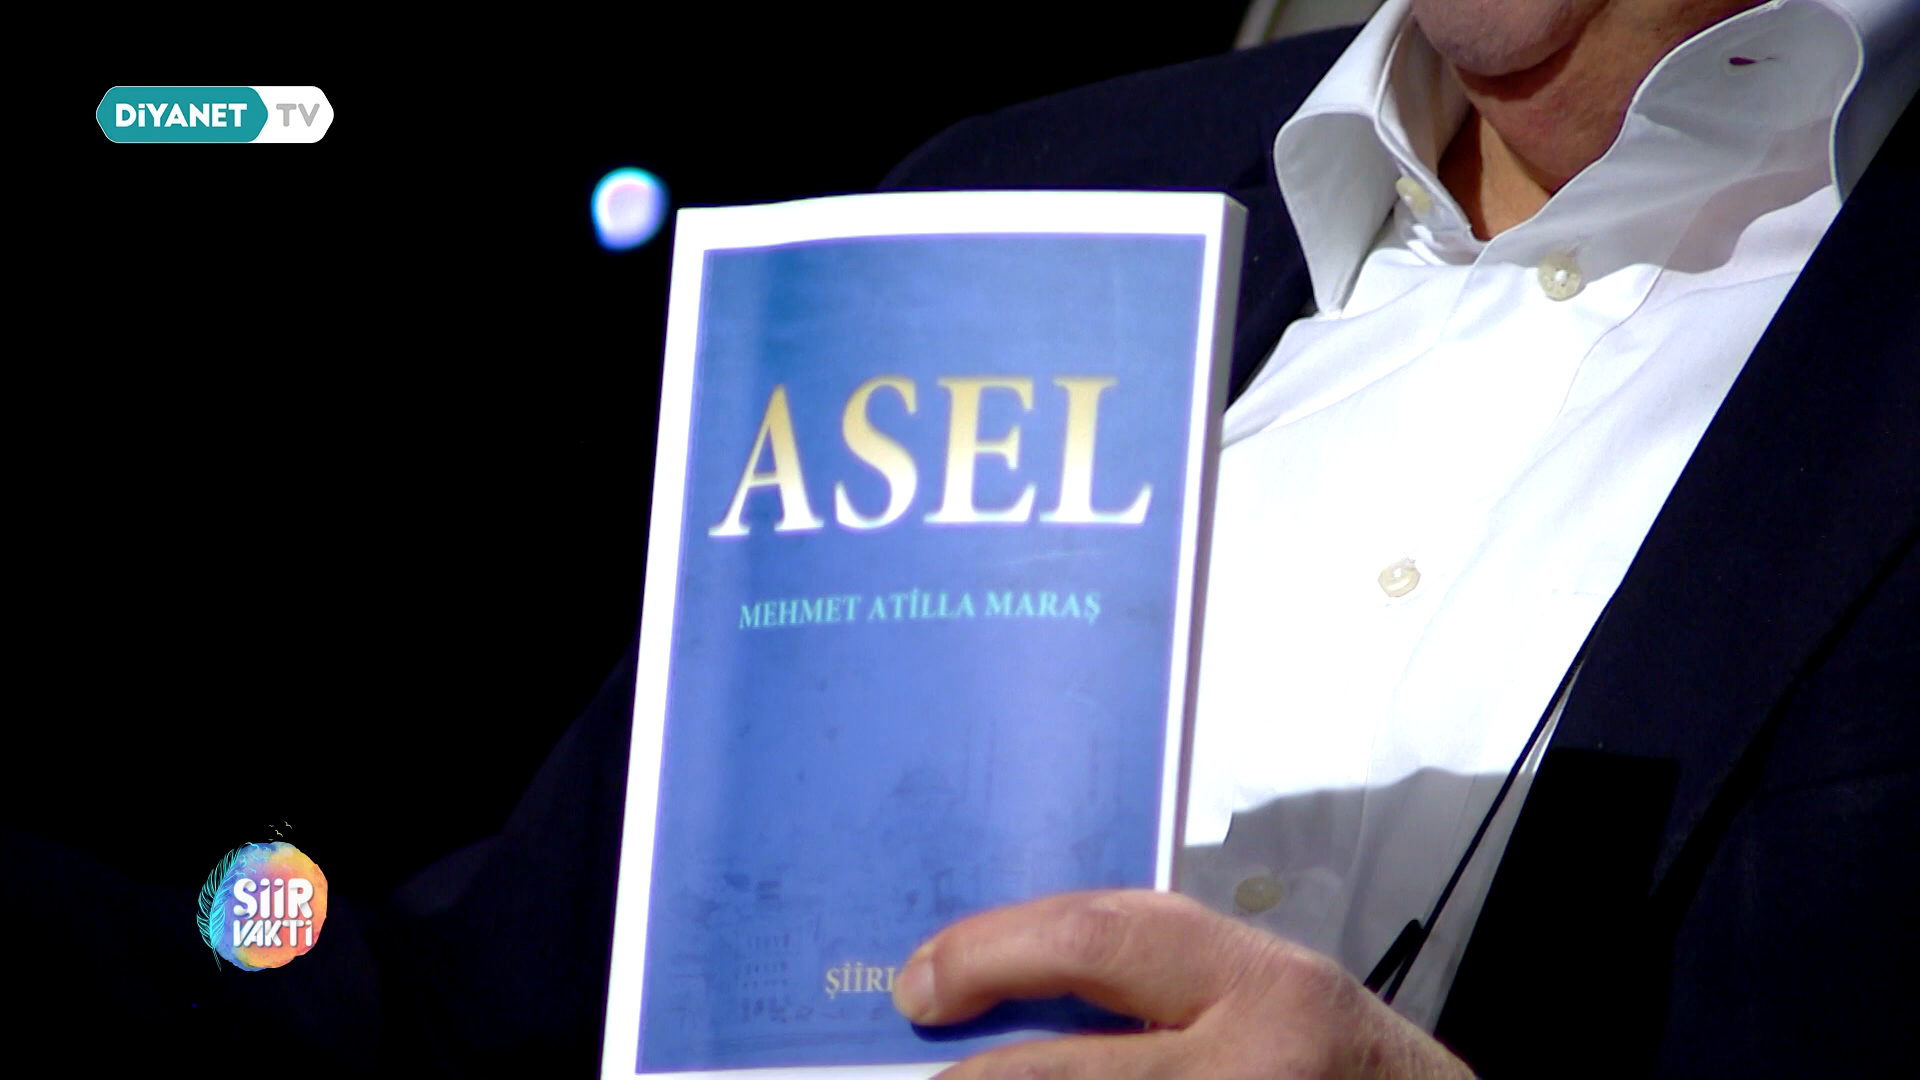 DİYANET TV
ASEL
MEHMET ATİLLA MARAŞ
ŞİİR
VAKTİ